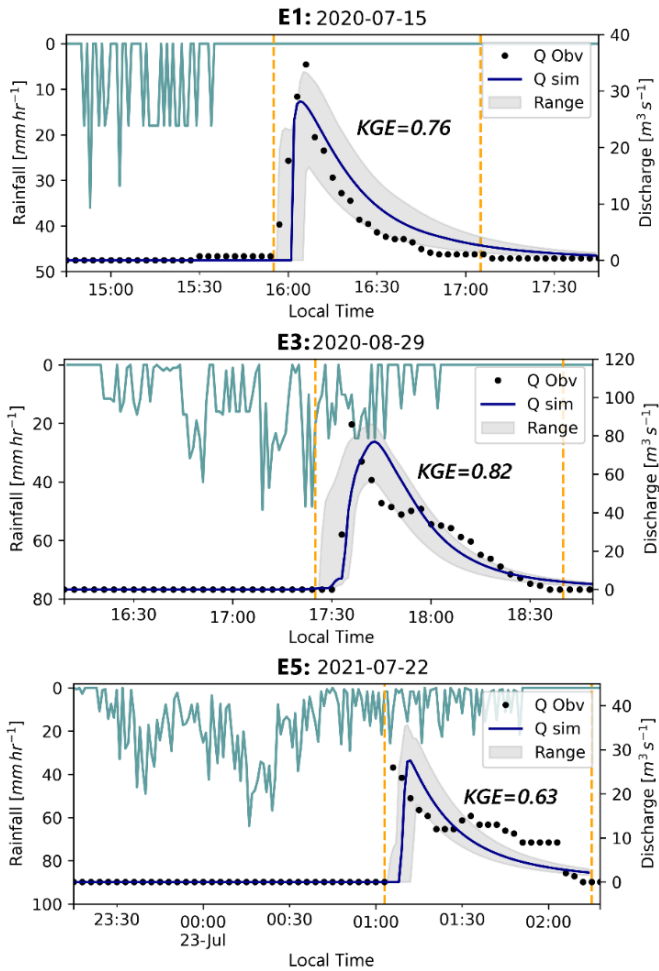 E1: 2020-07-15
0
10
20
30
40
50
Rainfall [mm hr⁻¹]
40
30
20
10
0
Discharge [m³ s⁻¹]
Q Obv
Q sim
Range
KGE=0.76
15:00 15:30 16:00 16:30 17:00 17:30
Local Time
E3: 2020-08-29
0
20
40
60
80
Rainfall [mm hr⁻¹]
120
100
80
60
40
20
0
Discharge [m³ s⁻¹]
Q Obv
Q sim
Range
KGE=0.82
16:30 17:00 17:30 18:00 18:30
Local Time
E5: 2021-07-22
0
20
40
60
80
100
Rainfall [mm hr⁻¹]
40
30
20
10
0
Discharge [m³ s⁻¹]
Q Obv
Q sim
Range
KGE=0.63
23:30 00:00 00:30 01:00 01:30 02:00
23-Jul
Local Time